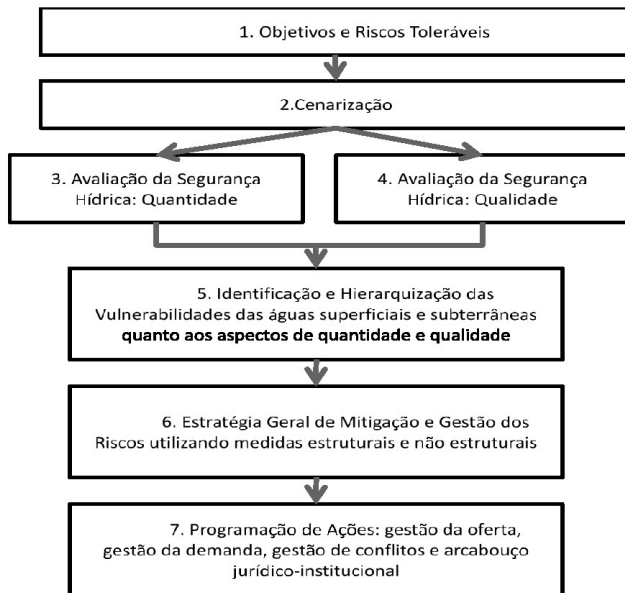 1. Objetivos e Riscos Toleráveis
2.Cenarização
3. Avaliação da Segurança
Hídrica: Quantidade
4. Avaliação da Segurança
Hídrica: Qualidade
5. Identificação e Hierarquização das
Vulnerabilidades das águas superficiais e subterrâneas
quanto aos aspectos de quantidade e qualidade
6. Estratégia Geral de Mitigação e Gestão dos
Riscos utilizando medidas estruturais e não estruturais
7. Programação de Ações: gestão da oferta,
gestão da demanda, gestão de conflitos e arcabouço
jurídico-institucional